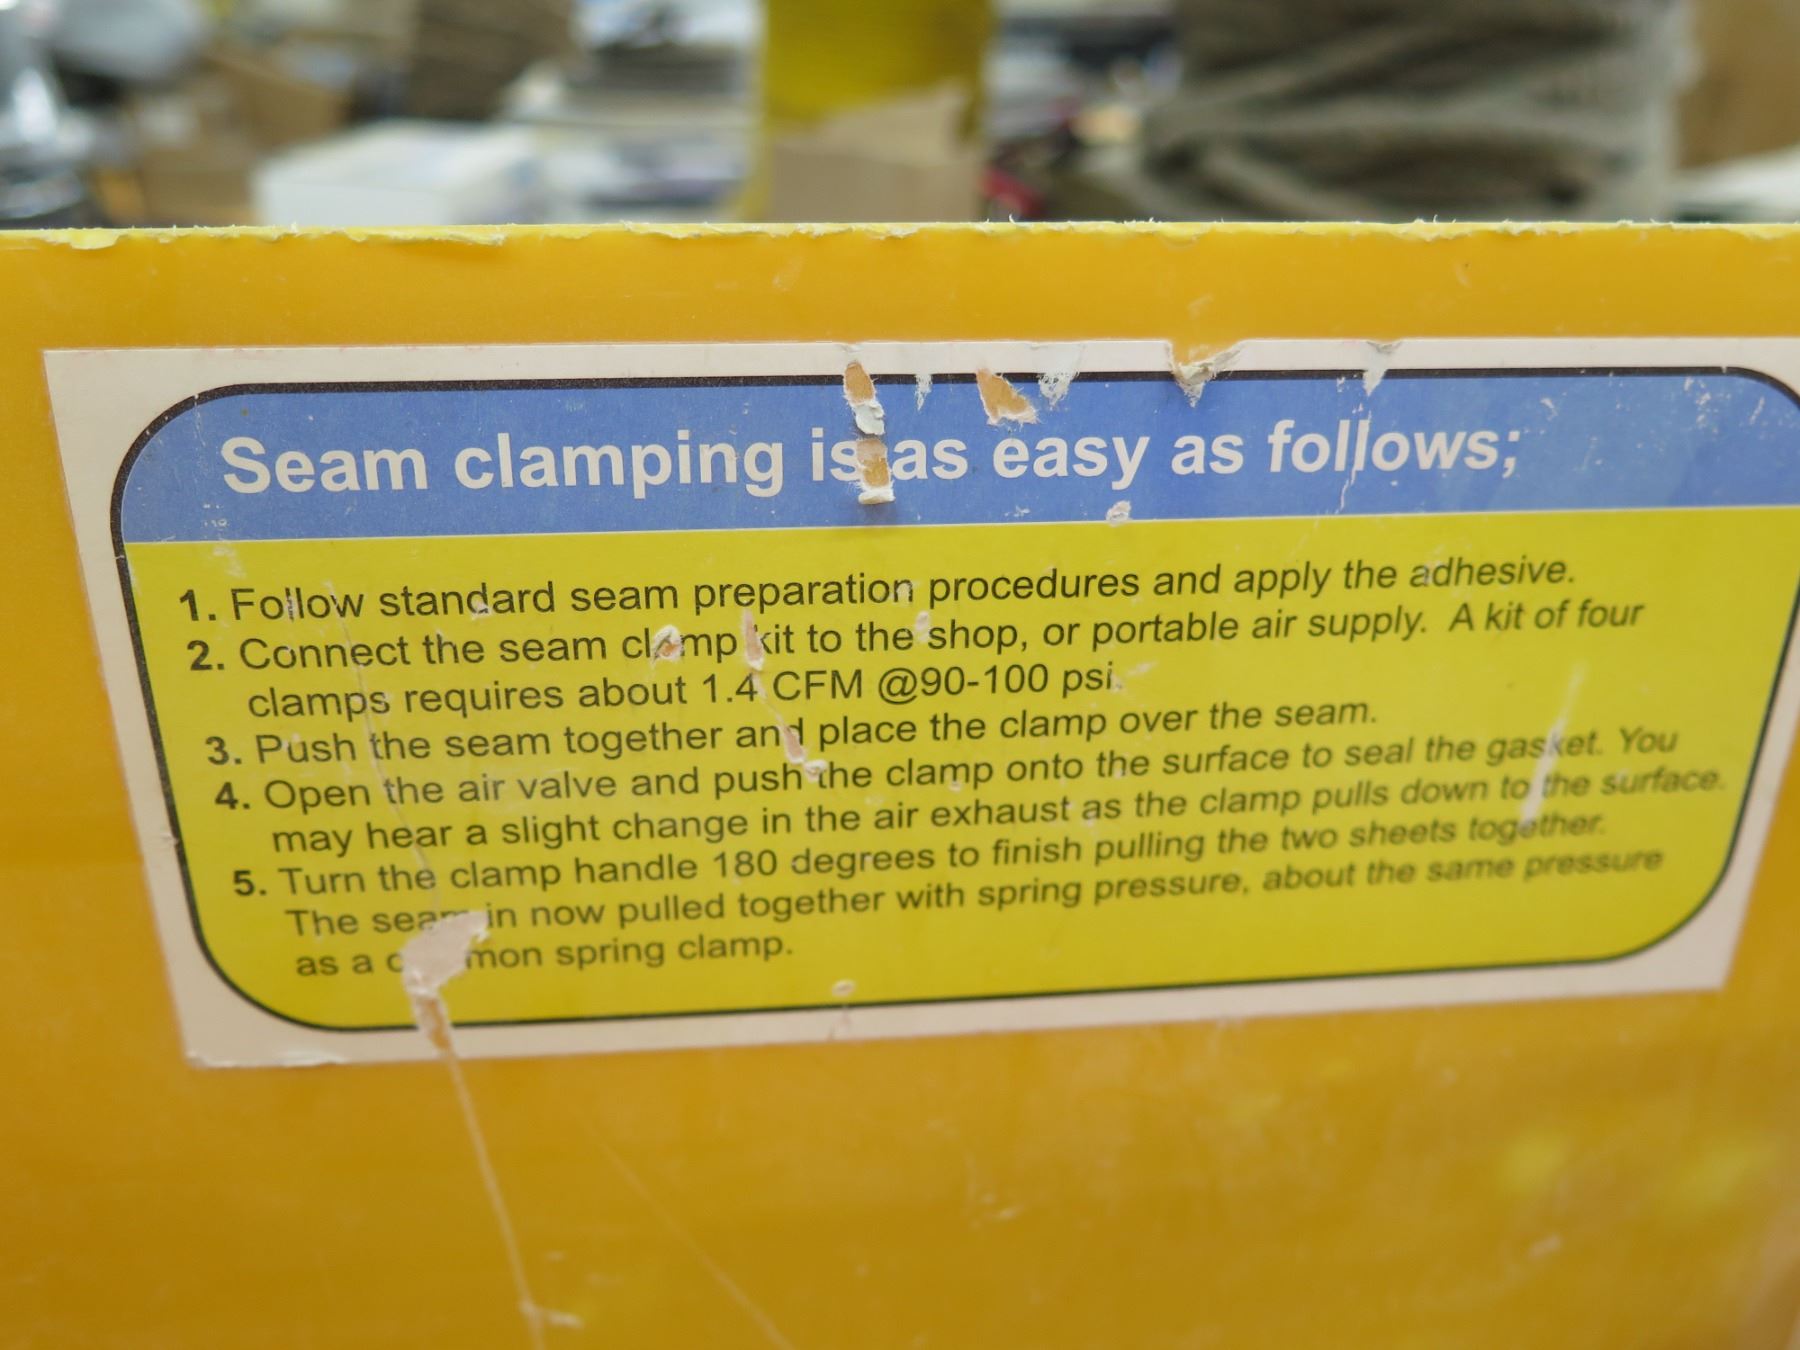 Seam clamping is as easy as follows;
1. Follow standard seam preparation procedures and apply the adhesive.
2. Connect the seam clamp kit to the shop, or portable air supply. A kit of four
clamps requires about 1.4 CFM @90-100 psi.
3. Push the seam together and place the clamp over the seam.
4. Open the air valve and push the clamp onto the surface to seal the gasket. You
may hear a slight change in the air exhaust as the clamp pulls down to the surface.
5. Turn the clamp handle 180 degrees to finish pulling the two sheets together.
The seam in now pulled together with spring pressure, about the same pressure
as a common spring clamp.